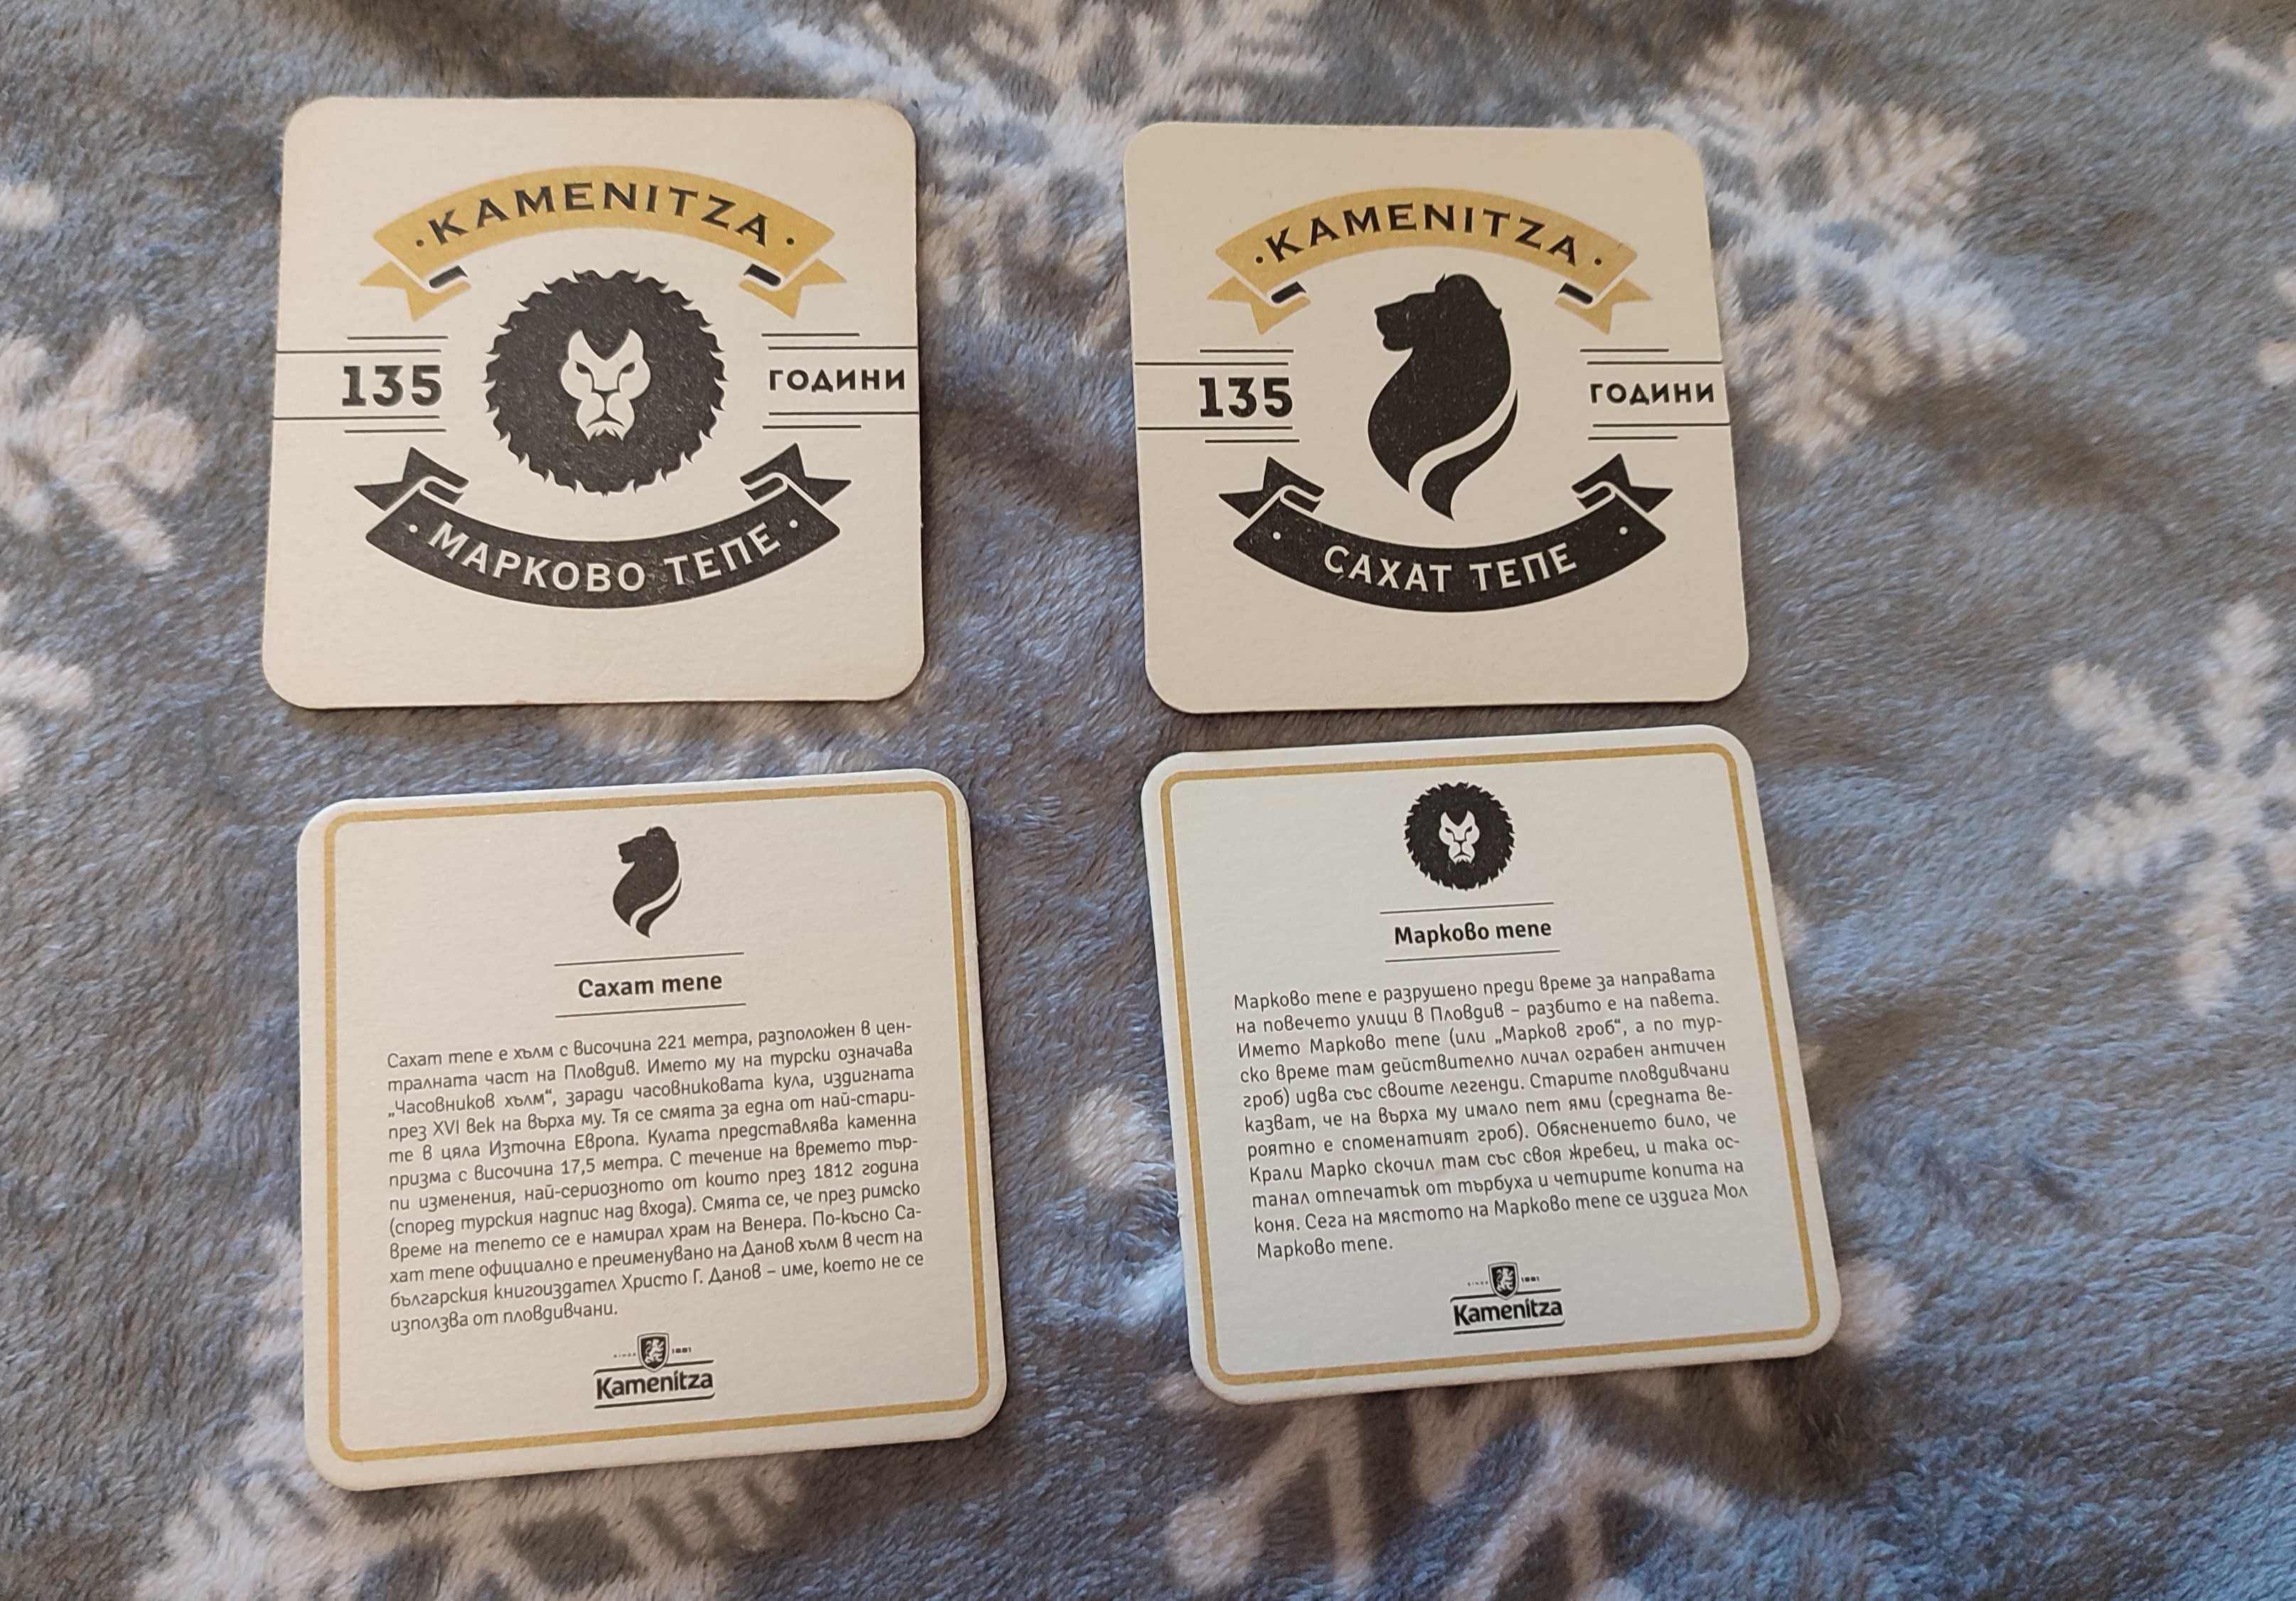 ·KAMENITZA·
135
ГОДИНИ
·МАРКОВО ТЕПЕ·
·KAMENITZA·
135
ГОДИНИ
·САХАТ ТЕПЕ·
Сахат тепе
Сахат тепе е хълм с височина 221 метра, разположен в цен-
тралната част на Пловдив. Името му на турски означава
„Часовников хълм“, заради часовниковата кула, издигната
през XVI век на върха му. Тя се смята за една от най-стари-
те в цяла Източна Европа. Кулата представлява каменна
призма с височина 17,5 метра. С течение на времето тър-
пи изменения, най-сериозното от които през 1812 година
(според турския надпис над входа). Смята се, че през римско
време на тепето се е намирал храм на Венера. По-късно Са-
хат тепе официално е преименувано на Данов хълм в чест на
българския книгоиздател Христо Г. Данов – име, което не се
използва от пловдивчани.
SINCE 1881
Kamenitza
Марково тепе
Марково тепе е разрушено преди време за направата
на повечето улици в Пловдив – разбито е на павета.
Името Марково тепе (или „Марков гроб“, а по тур-
ско време там действително личал ограбен античен
гроб) идва със своите легенди. Старите пловдивчани
казват, че на върха му имало пет ями (средната ве-
роятно е споменатият гроб). Обяснението било, че
Крали Марко скочил там със своя жребец, и така ос-
танал отпечатък от търбуха и четирите копита на
коня. Сега на мястото на Марково тепе се издига Мол
Марково тепе.
SINCE 1881
Kamenitza